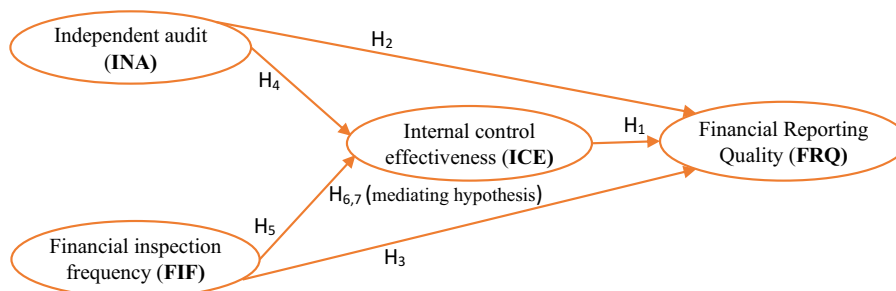 Independent audit
(INA)
H2
H4
Internal control
effectiveness (ICE)
H1
Financial Reporting
Quality (FRQ)
H6,7 (mediating hypothesis)
H5
Financial inspection
frequency (FIF)
H3